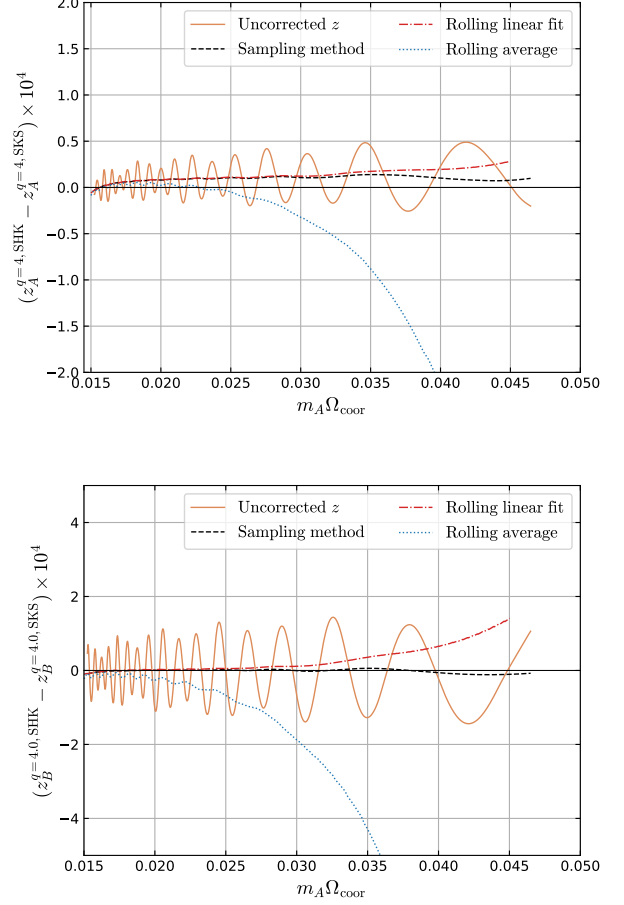 Uncorrected z
Sampling method
Rolling linear fit
Rolling average
(z_A^{q=4, SHK} − z_A^{q=4, SKS}) × 10^4
2.0
1.5
1.0
0.5
0.0
−0.5
−1.0
−1.5
−2.0
0.015 0.020 0.025 0.030 0.035 0.040 0.045 0.050
m_A Ω_coor
Uncorrected z
Sampling method
Rolling linear fit
Rolling average
(z_B^{q=4.0, SHK} − z_B^{q=4.0, SKS}) × 10^4
4
2
0
−2
−4
0.015 0.020 0.025 0.030 0.035 0.040 0.045 0.050
m_A Ω_coor